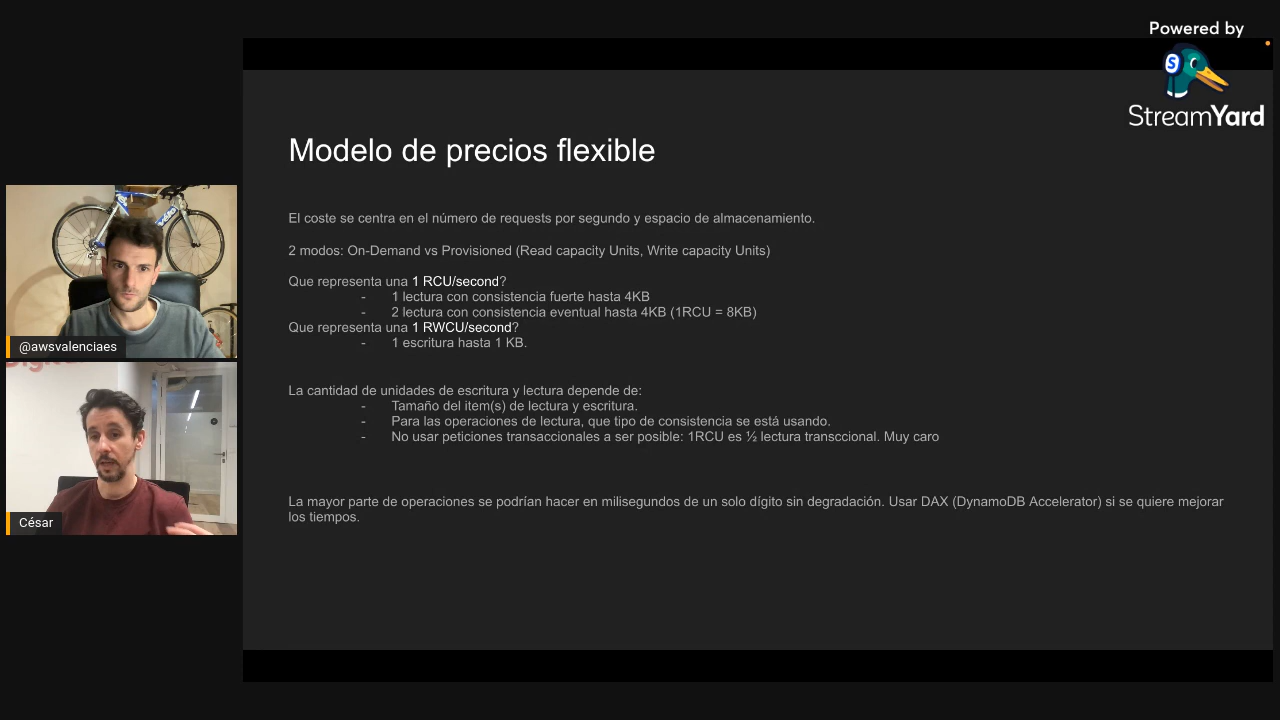 Powered by
StreamYard
Modelo de precios flexible
El coste se centra en el número de requests por segundo y espacio de almacenamiento.
2 modos: On-Demand vs Provisioned (Read capacity Units, Write capacity Units)
Que representa una 1 RCU/second?
- 1 lectura con consistencia fuerte hasta 4KB
- 2 lectura con consistencia eventual hasta 4KB (1RCU = 8KB)
Que representa una 1 RWCU/second?
- 1 escritura hasta 1 KB.
La cantidad de unidades de escritura y lectura depende de:
- Tamaño del item(s) de lectura y escritura.
- Para las operaciones de lectura, que tipo de consistencia se está usando.
- No usar peticiones transaccionales a ser posible: 1RCU es ½ lectura transccional. Muy caro
La mayor parte de operaciones se podrían hacer en milisegundos de un solo dígito sin degradación. Usar DAX (DynamoDB Accelerator) si se quiere mejorar
los tiempos.
@awsvalenciaes
César